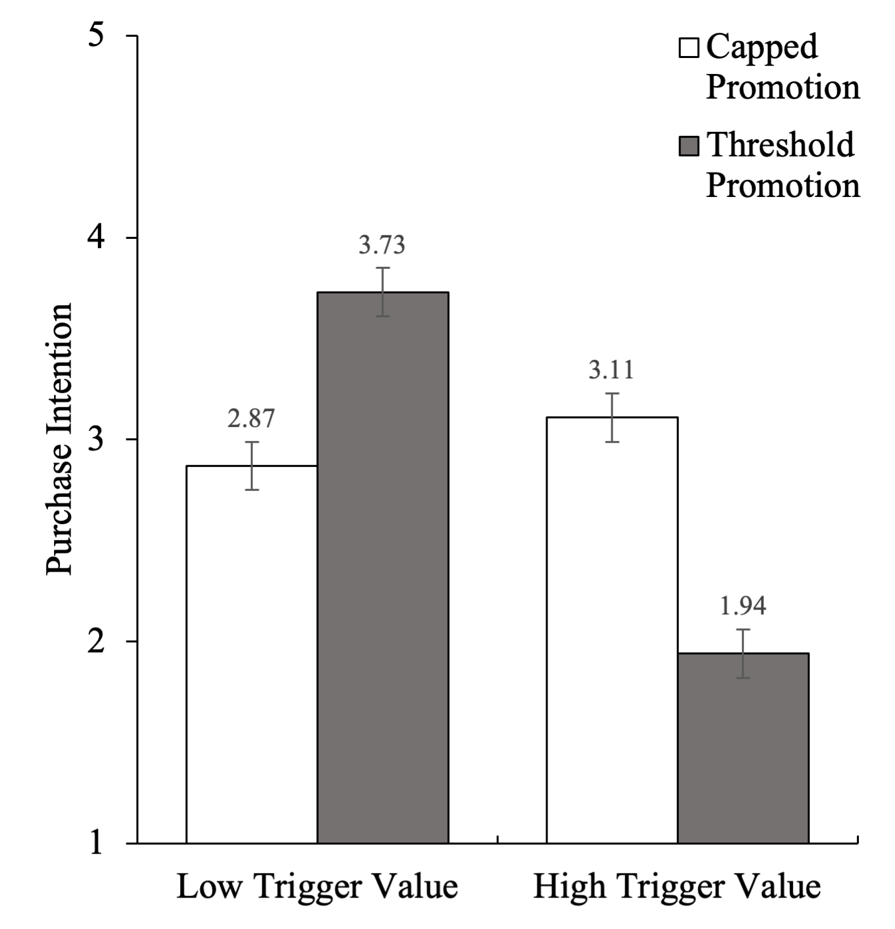 5
4
3
2
1
Purchase Intention
Capped
Promotion
Threshold
Promotion
2.87
3.73
3.11
1.94
Low Trigger Value
High Trigger Value